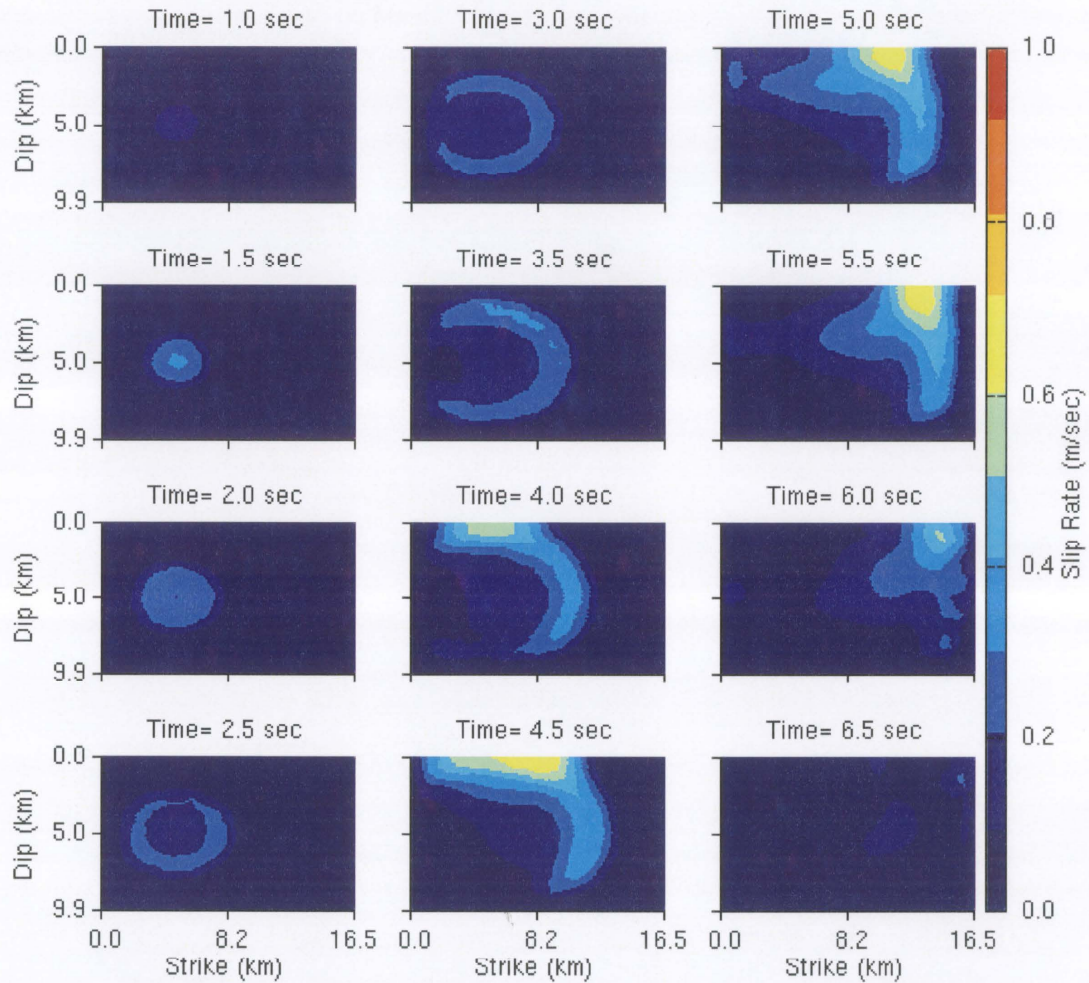 Time= 1.0 sec
Time= 3.0 sec
Time= 5.0 sec
0.0
5.0
9.9
Dip (km)
1.0
0.0
0.6
0.4
0.2
0.0
Slip Rate (m/sec)
Time= 1.5 sec
Time= 3.5 sec
Time= 5.5 sec
0.0
5.0
9.9
Dip (km)
Time= 2.0 sec
Time= 4.0 sec
Time= 6.0 sec
0.0
5.0
9.9
Dip (km)
Time= 2.5 sec
Time= 4.5 sec
Time= 6.5 sec
0.0
5.0
9.9
Dip (km)
0.0 8.2 16.5
0.0 8.2 16.5
0.0 8.2 16.5
Strike (km)
Strike (km)
Strike (km)